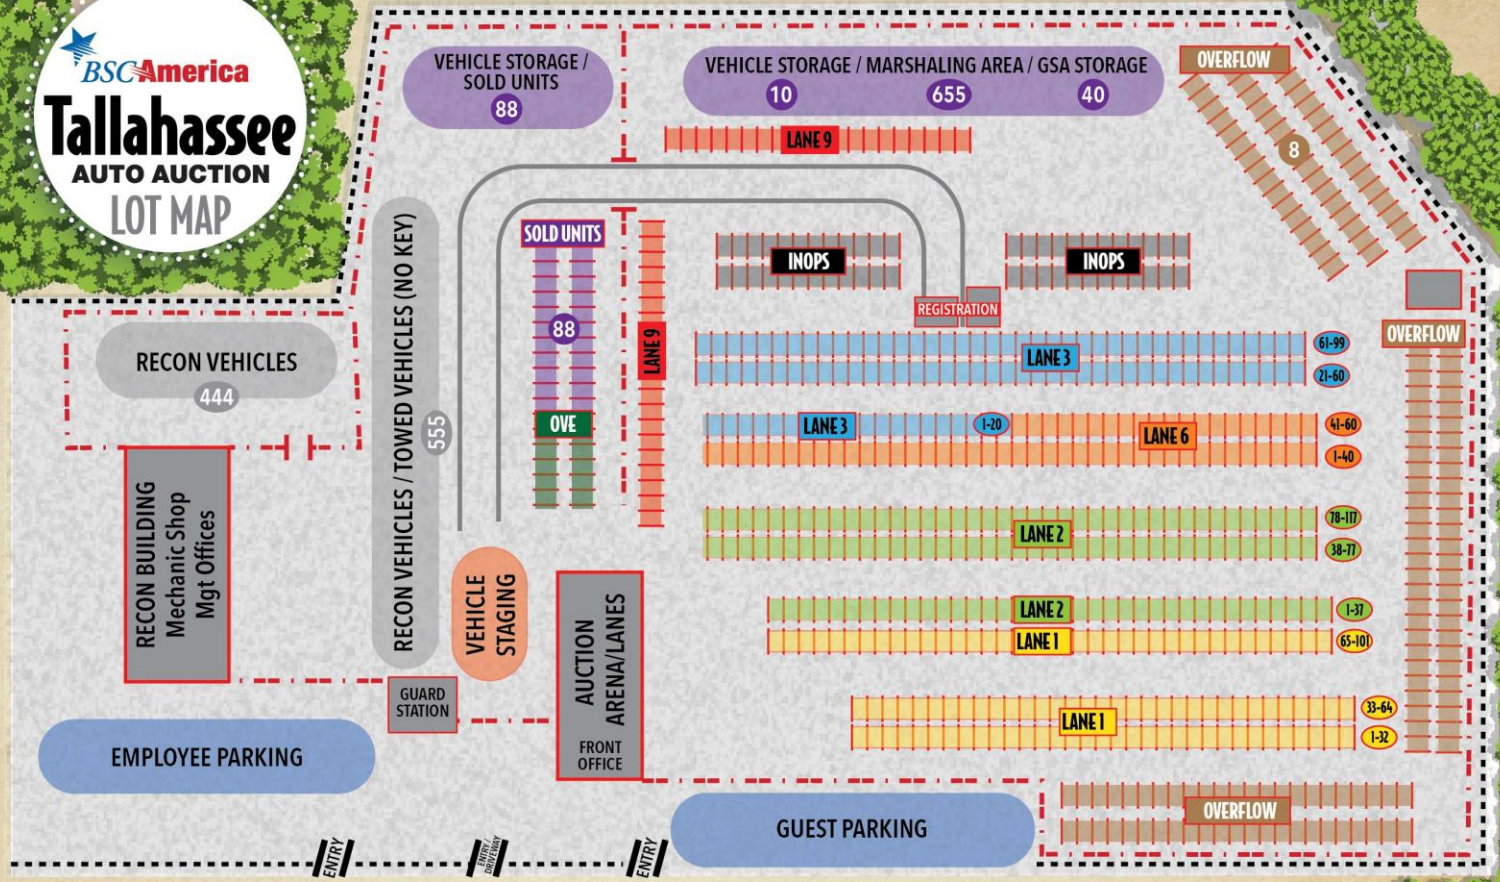 BSCAmerica
Tallahassee
AUTO AUCTION
LOT MAP
VEHICLE STORAGE /
SOLD UNITS
88
VEHICLE STORAGE / MARSHALING AREA / GSA STORAGE
10
655
40
OVERFLOW
8
LANE 9
SOLD UNITS
88
OVE
LANE 9
INOPS
INOPS
REGISTRATION
OVERFLOW
RECON VEHICLES
444
RECON VEHICLES / TOWED VEHICLES (NO KEY)
555
LANE 3
61-99
21-60
LANE 3
1-20
LANE 6
41-60
1-40
LANE 2
78-117
38-77
LANE 2
1-37
LANE 1
65-101
LANE 1
33-64
1-32
RECON BUILDING
Mechanic Shop
Mgt Offices
VEHICLE
STAGING
AUCTION
ARENA/LANES
FRONT
OFFICE
GUARD
STATION
EMPLOYEE PARKING
GUEST PARKING
OVERFLOW
ENTRY
ENTRY /
DRIVEWAY
ENTRY